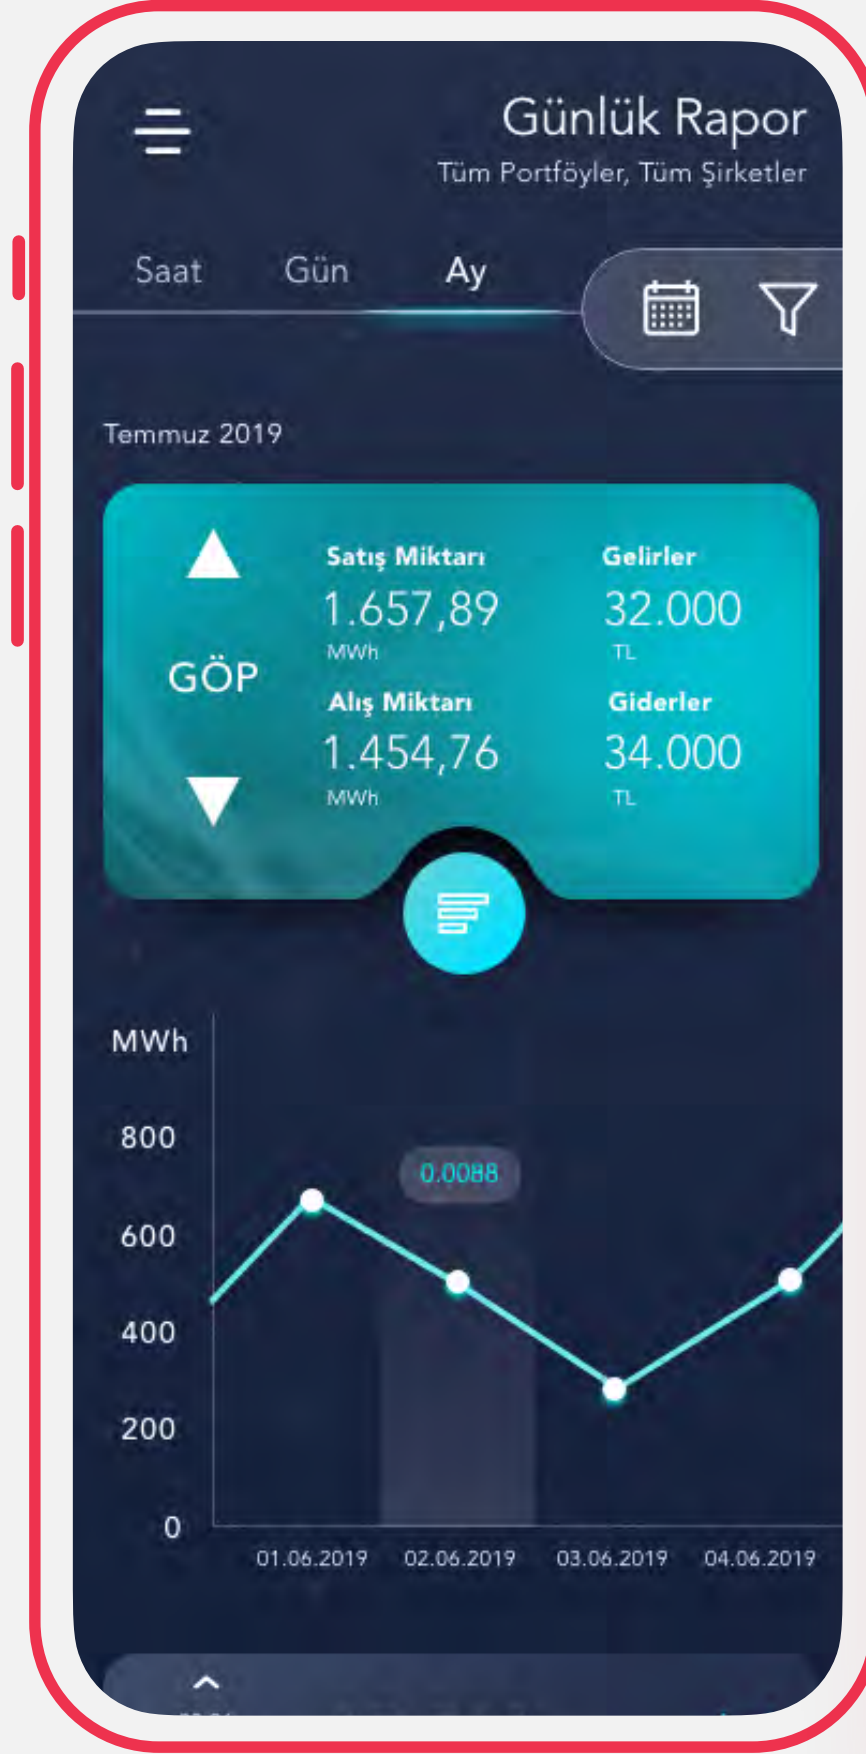 Günlük Rapor
Tüm Portföyler, Tüm Şirketler
Saat Gün Ay
Temmuz 2019
Satış Miktarı Gelirler
1.657,89 32.000
MWh TL
GÖP
Alış Miktarı Giderler
1.454,76 34.000
MWh TL
MWh
800
0.0088
600
400
200
0
01.06.2019 02.06.2019 03.06.2019 04.06.2019